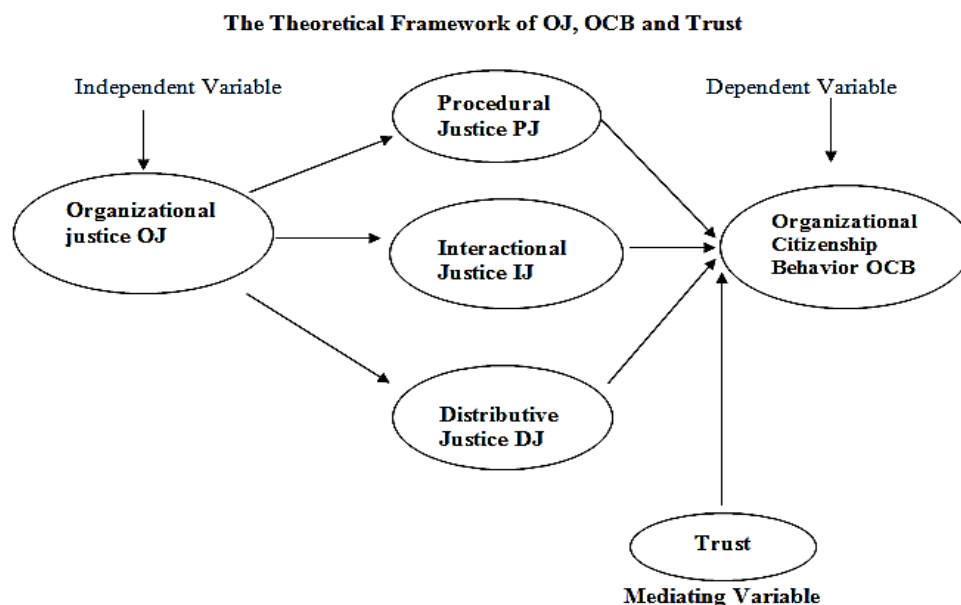 The Theoretical Framework of OJ, OCB and Trust
Independent Variable
Dependent Variable
Procedural
Justice PJ
Organizational
justice OJ
Interactional
Justice IJ
Organizational
Citizenship
Behavior OCB
Distributive
Justice DJ
Trust
Mediating Variable